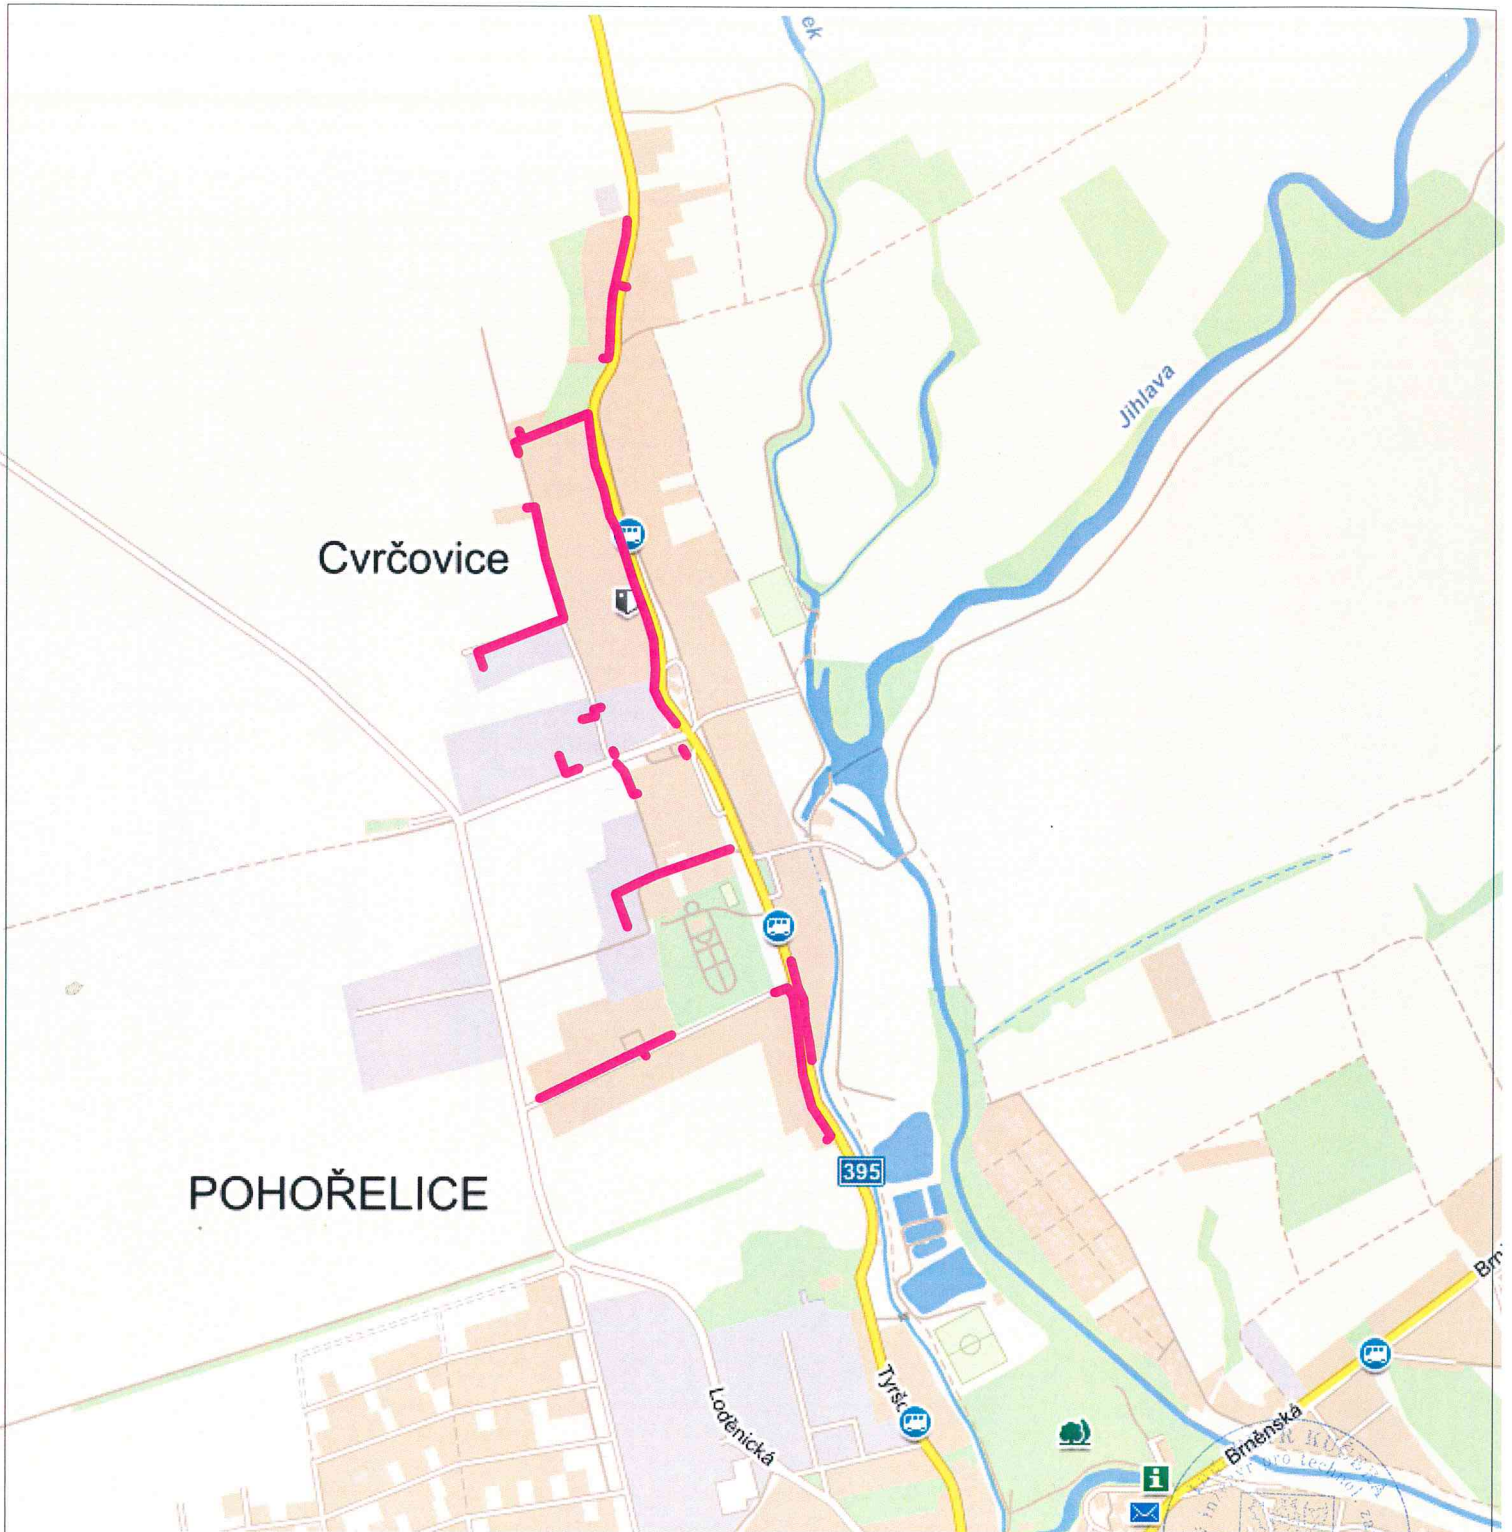 ek
Jihlava
Cvrčovice
POHOŘELICE
395
Tyršo
Loděnická
Brněnská
Brn
i